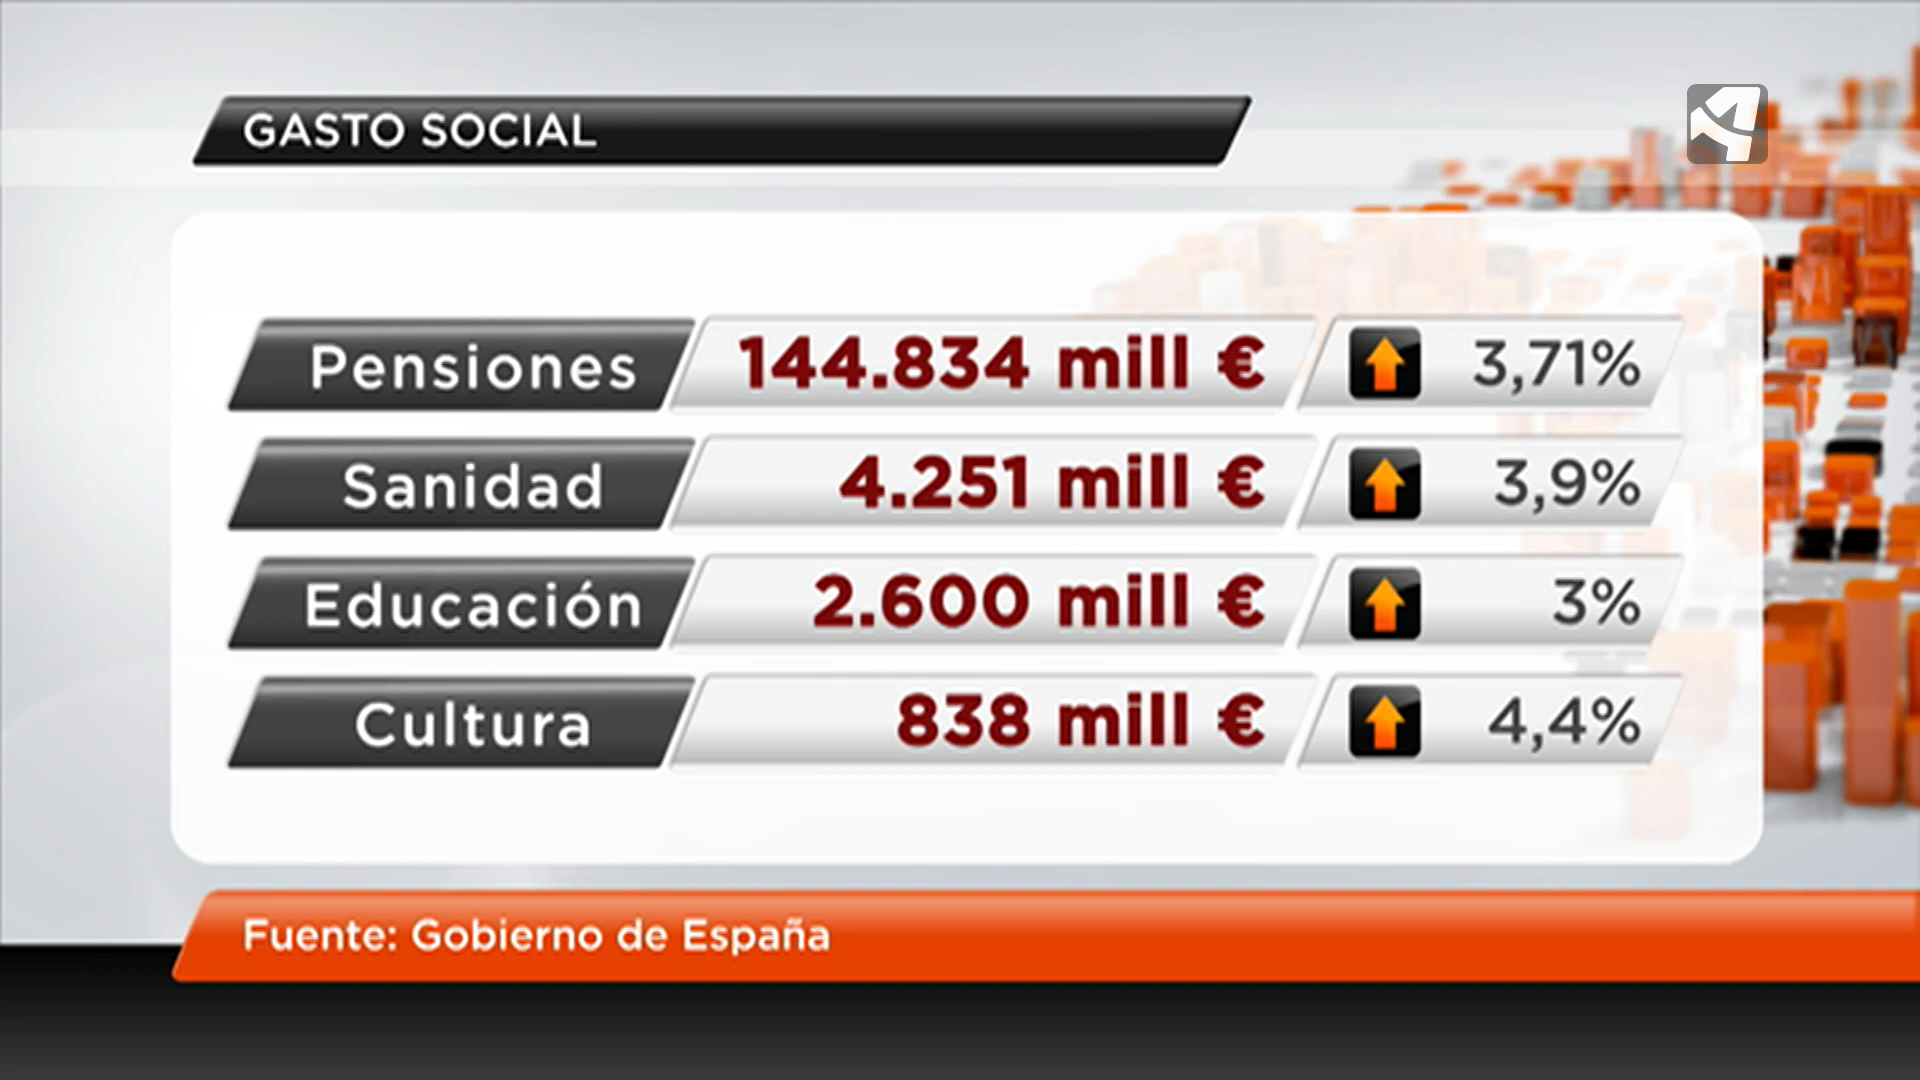 GASTO SOCIAL
Pensiones 144.834 mill € 3,71%
Sanidad 4.251 mill € 3,9%
Educación 2.600 mill € 3%
Cultura 838 mill € 4,4%
Fuente: Gobierno de España